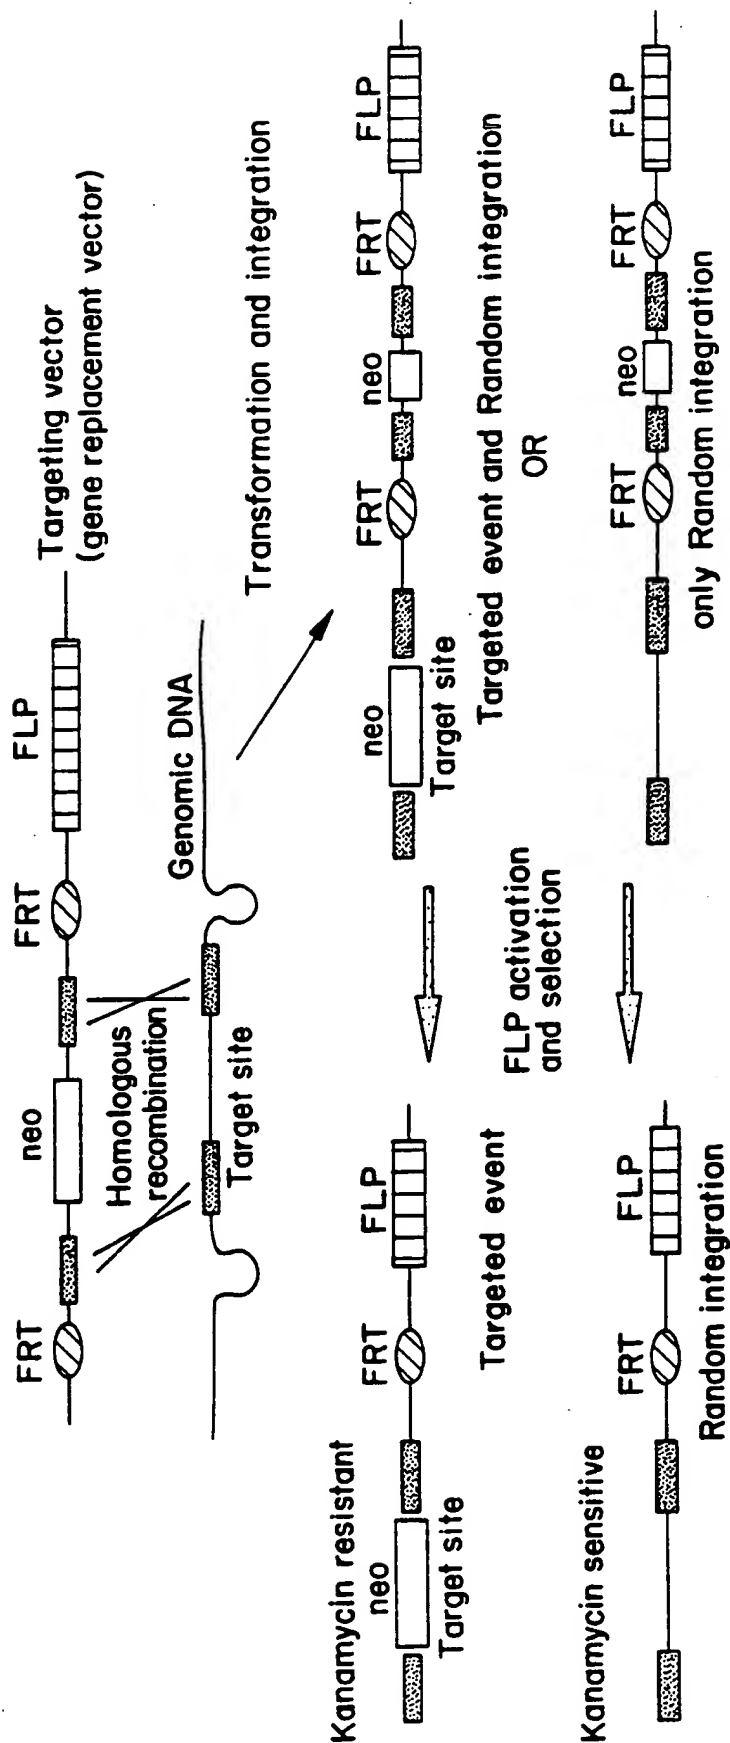 FRT
neo
FRT
FLP
Targeting vector
(gene replacement vector)
Homologous
recombination
Target site
Genomic DNA
Transformation and integration
Kanamycin resistant
neo
Target site
FRT
FLP
Targeted event
FLP activation
and selection
neo
Target site
FRT
neo
FRT
FLP
Targeted event and Random integration
OR
Kanamycin sensitive
FRT
FLP
Random integration
FRT
neo
FRT
FLP
only Random integration